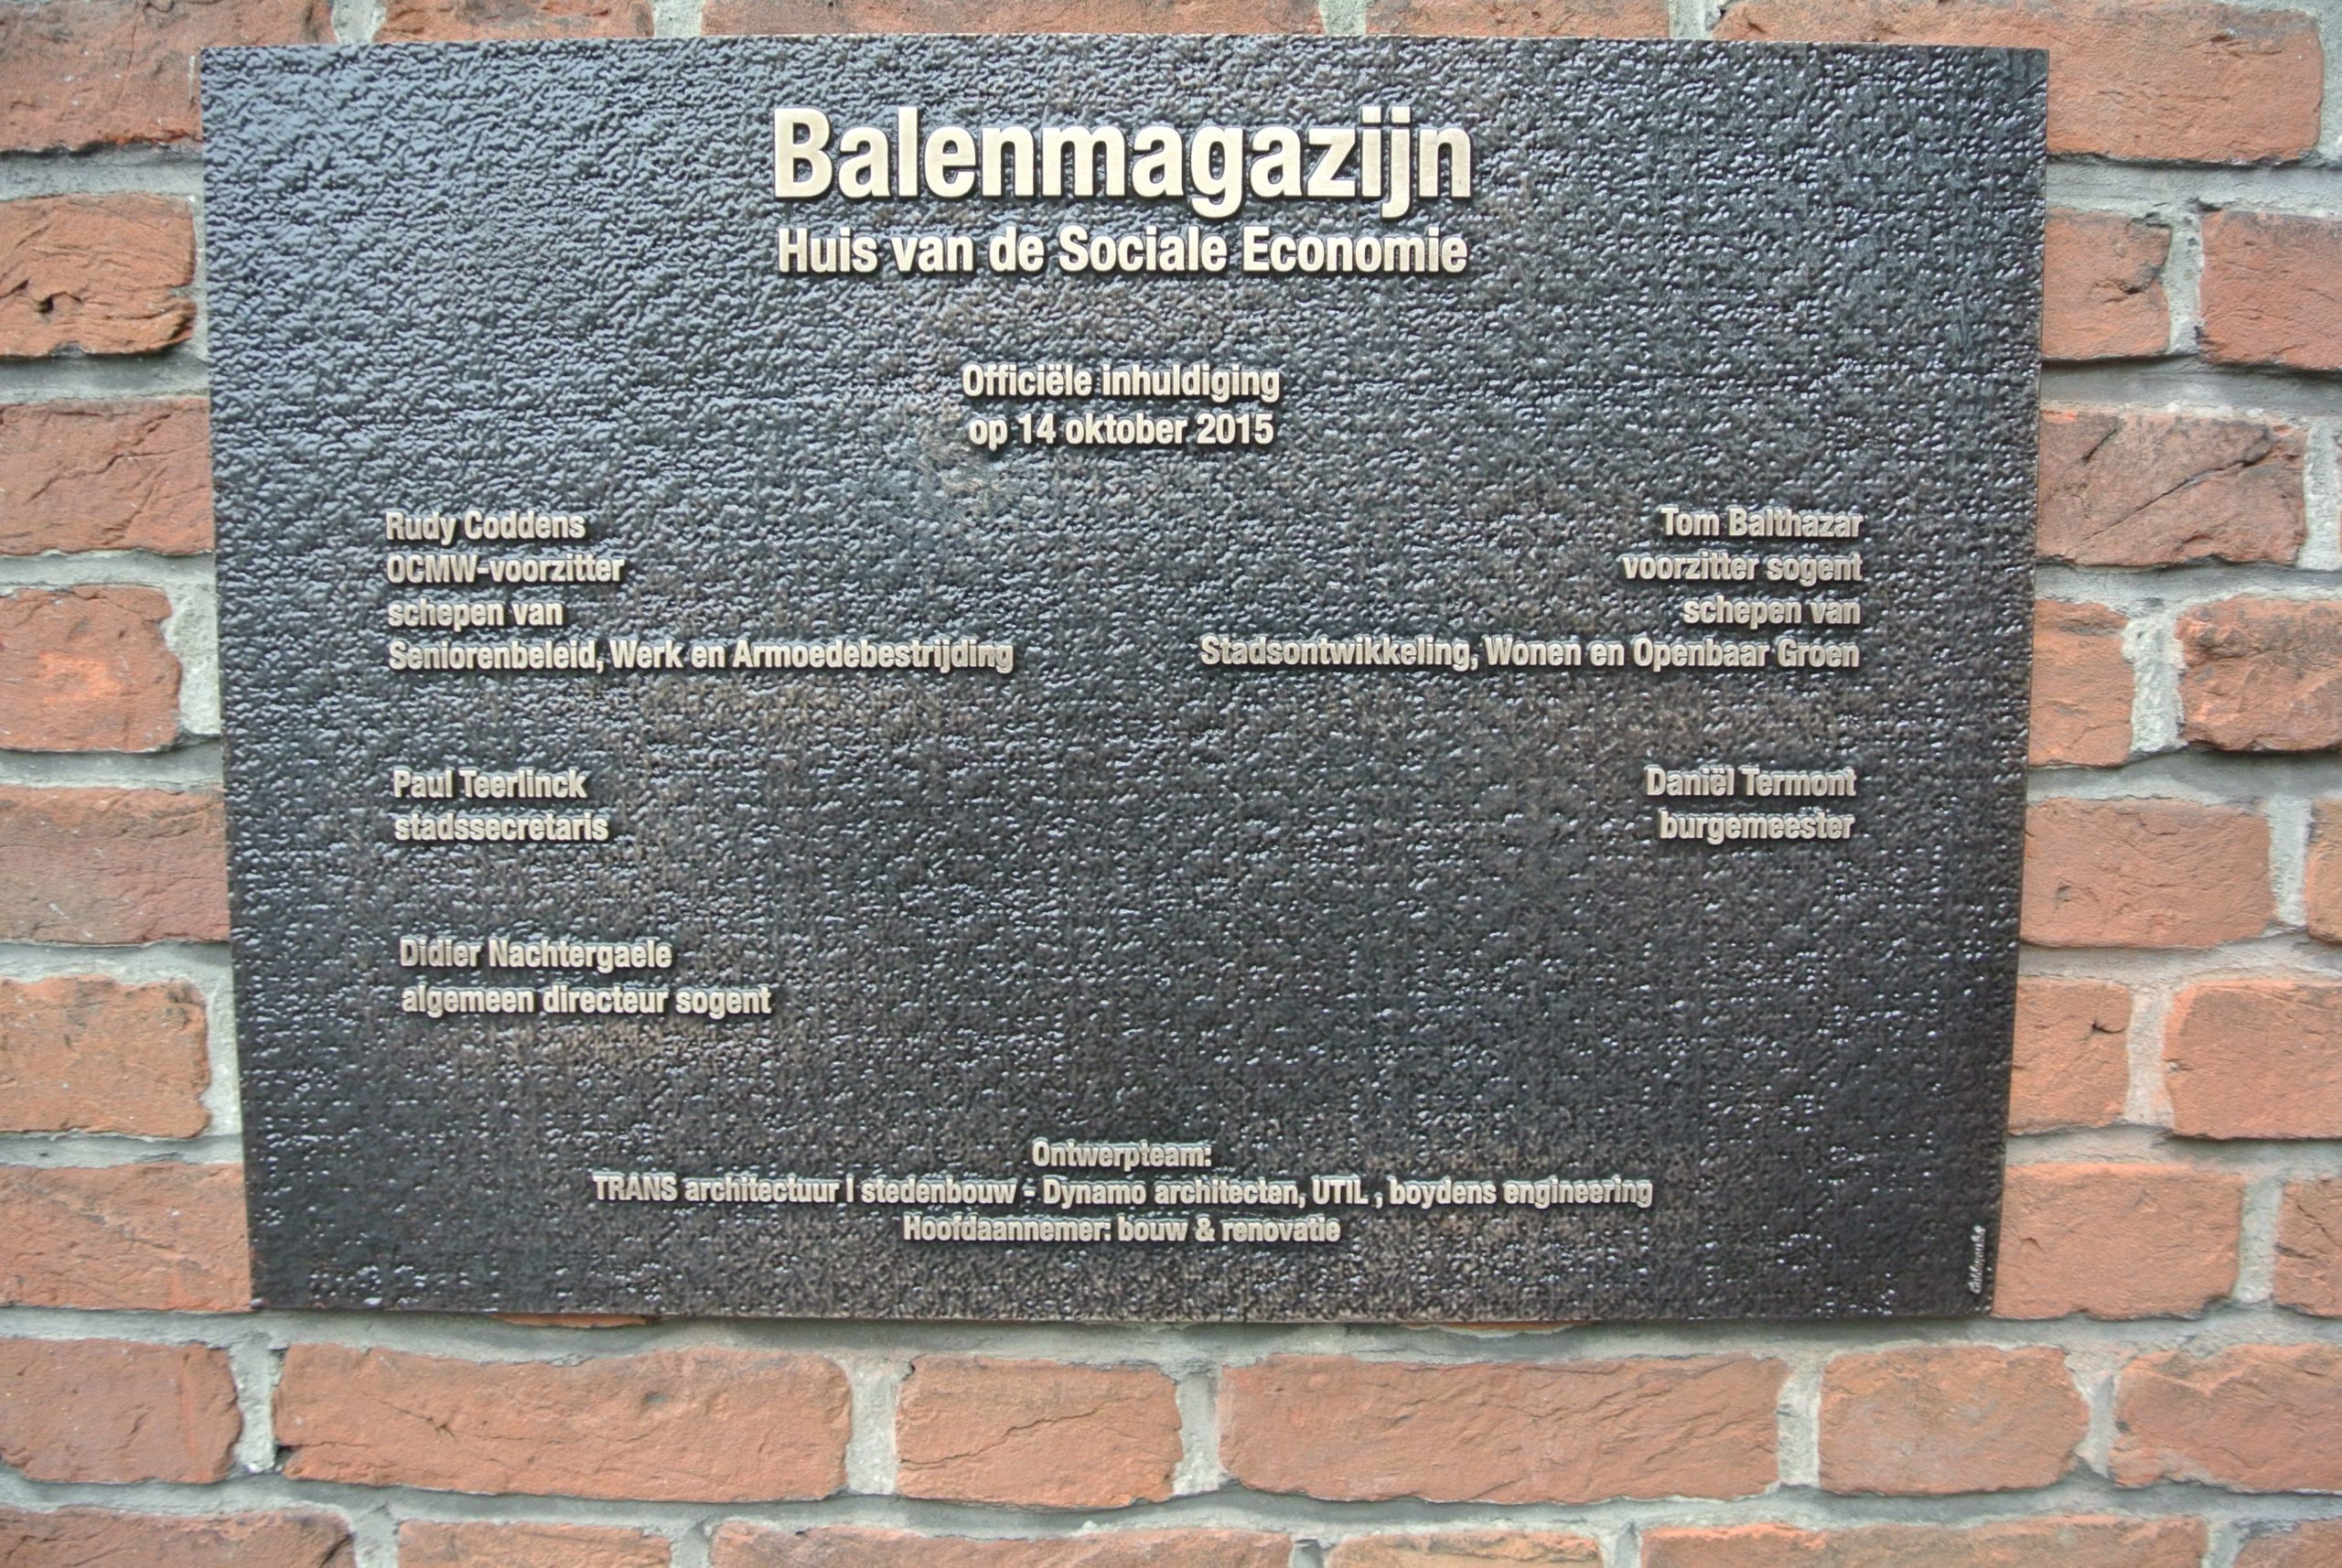 Balenmagazijn
Huis van de Sociale Economie
Officiële inhuldiging
op 14 oktober 2015
Rudy Coddens
OCMW-voorzitter
schepen van
Seniorenbeleid, Werk en Armoedebestrijding
Tom Balthazar
voorzitter sogent
schepen van
Stadsontwikkeling, Wonen en Openbaar Groen
Paul Teerlinck
stadssecretaris
Daniël Termont
burgemeester
Didier Nachtergaele
algemeen directeur sogent
Ontwerpteam:
TRANS architectuur I stedenbouw - Dynamo architecten, UTIL , boydens engineering
Hoofdaannemer: bouw & renovatie